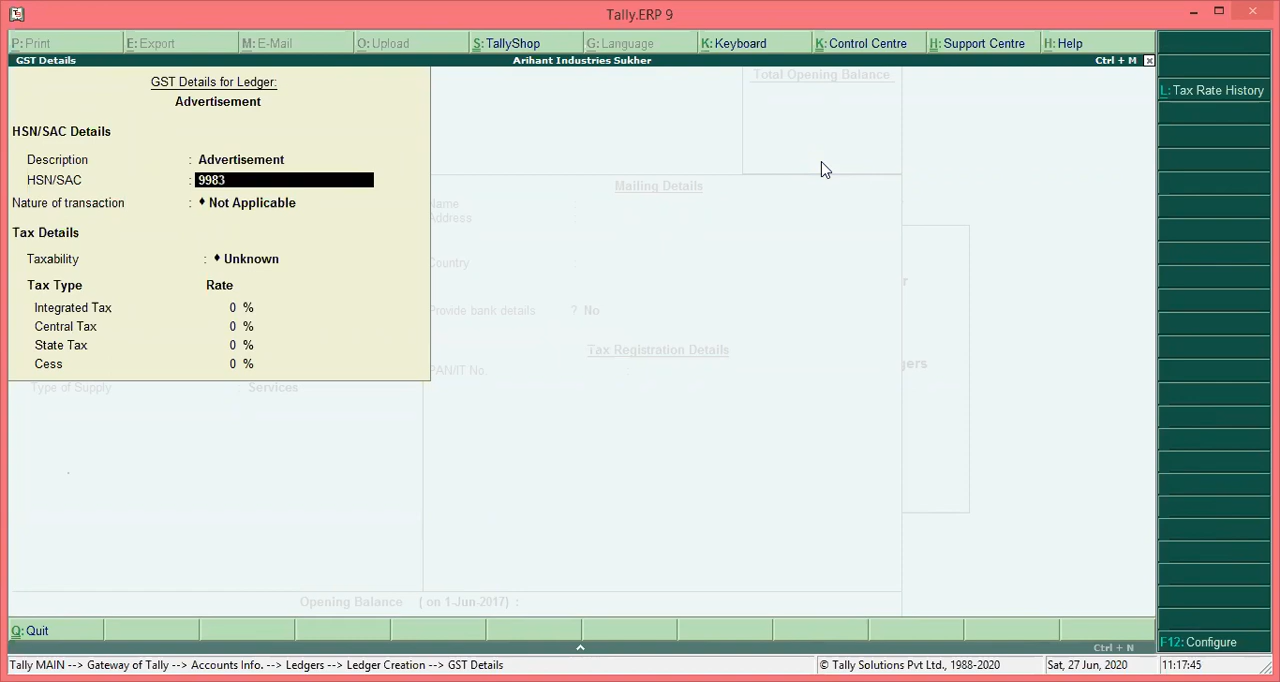 Tally.ERP 9
P: Print E: Export M: E-Mail O: Upload S: TallyShop G: Language K: Keyboard K: Control Centre H: Support Centre H: Help
GST Details Arihant Industries Sukher Ctrl + M
L: Tax Rate History
GST Details for Ledger:
Advertisement
Total Opening Balance
HSN/SAC Details
Description : Advertisement
HSN/SAC : 9983
Nature of transaction : ♦ Not Applicable
Mailing Details
Name
Address
Tax Details
Taxability : ♦ Unknown
Country
Tax Type Rate
Integrated Tax 0 %
Provide bank details ? No
Central Tax 0 %
State Tax 0 %
Tax Registration Details
Cess 0 %
PAN/IT No. :
Type of Supply : Services
Opening Balance ( on 1-Jun-2017) :
Q: Quit
F12: Configure
Ctrl + N
Tally MAIN --> Gateway of Tally --> Accounts Info. --> Ledgers --> Ledger Creation --> GST Details © Tally Solutions Pvt Ltd., 1988-2020 Sat, 27 Jun, 2020 11:17:45